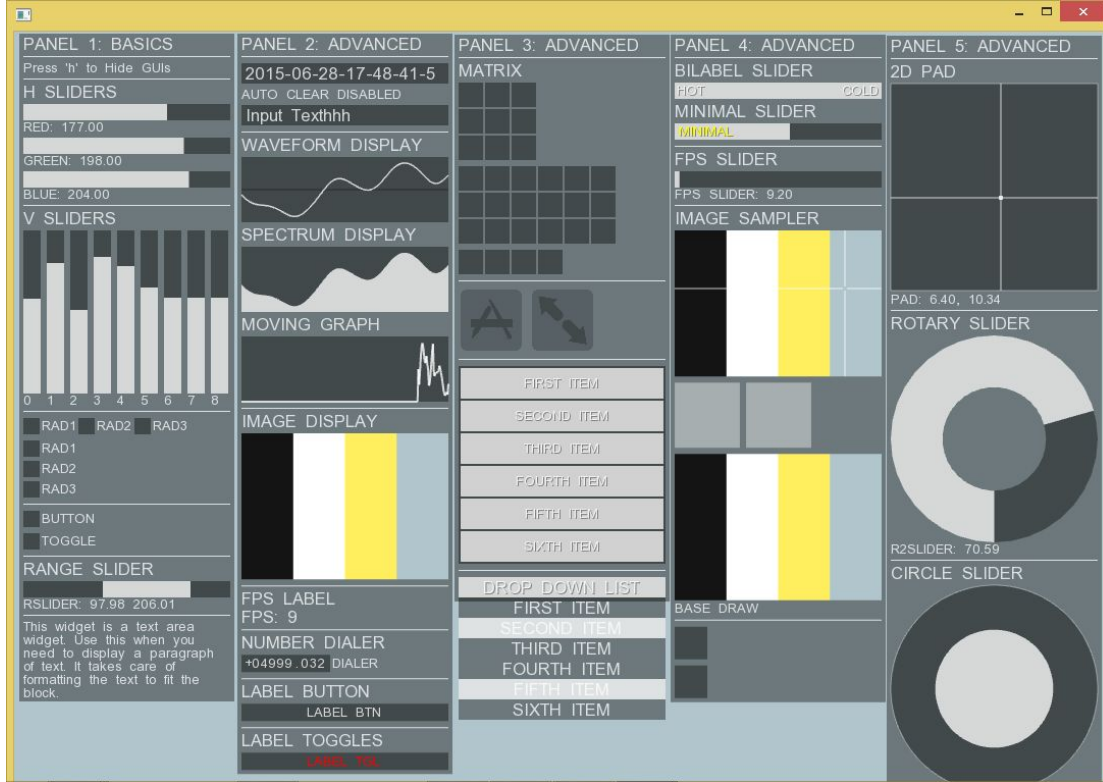 PANEL 1: BASICS
Press 'h' to Hide GUIs
H SLIDERS
RED: 177.00
GREEN: 198.00
BLUE: 204.00
V SLIDERS
0 1 2 3 4 5 6 7 8
RAD1 RAD2 RAD3
RAD1
RAD2
RAD3
BUTTON
TOGGLE
RANGE SLIDER
RSLIDER: 97.98 206.01
This widget is a text area
widget. Use this when you
need to display a paragraph
of text. It takes care of
formatting the text to fit the
block.
PANEL 2: ADVANCED
2015-06-28-17-48-41-5
AUTO CLEAR DISABLED
Input Texthhh
WAVEFORM DISPLAY
SPECTRUM DISPLAY
MOVING GRAPH
IMAGE DISPLAY
FPS LABEL
FPS: 9
NUMBER DIALER
+04999.032 DIALER
LABEL BUTTON
LABEL BTN
LABEL TOGGLES
LABEL TGL
PANEL 3: ADVANCED
MATRIX
FIRST ITEM
SECOND ITEM
THIRD ITEM
FOURTH ITEM
FIFTH ITEM
SIXTH ITEM
DROP DOWN LIST
FIRST ITEM
SECOND ITEM
THIRD ITEM
FOURTH ITEM
FIFTH ITEM
SIXTH ITEM
PANEL 4: ADVANCED
BILABEL SLIDER
HOT COLD
MINIMAL SLIDER
MINIMAL
FPS SLIDER
FPS SLIDER: 9.20
IMAGE SAMPLER
BASE DRAW
PANEL 5: ADVANCED
2D PAD
PAD: 6.40, 10.34
ROTARY SLIDER
R2SLIDER: 70.59
CIRCLE SLIDER